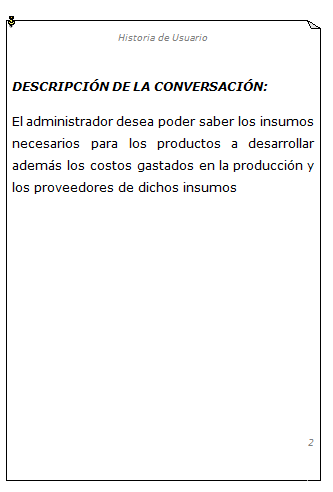 Historia de Usuario
DESCRIPCIÓN DE LA CONVERSACIÓN:
El administrador desea poder saber los insumos
necesarios para los productos a desarrollar
además los costos gastados en la producción y
los proveedores de dichos insumos
2